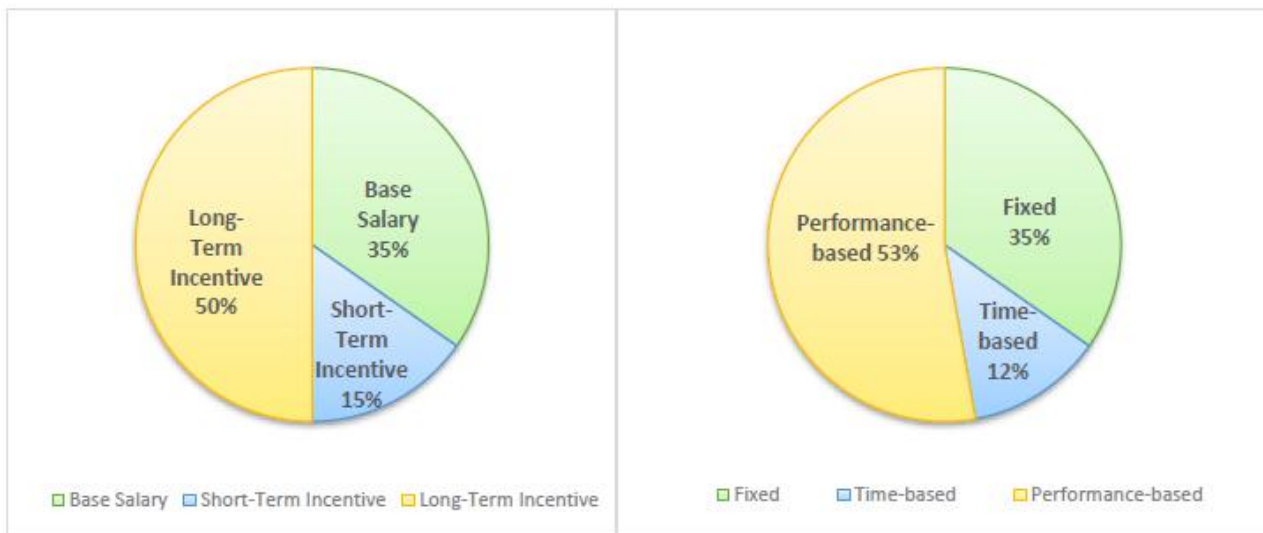 Base
Salary
35%
Long-
Term
Incentive
50%
Short-
Term
Incentive
15%
Base Salary Short-Term Incentive Long-Term Incentive
Performance-
based 53%
Fixed
35%
Time-
based
12%
Fixed Time-based Performance-based